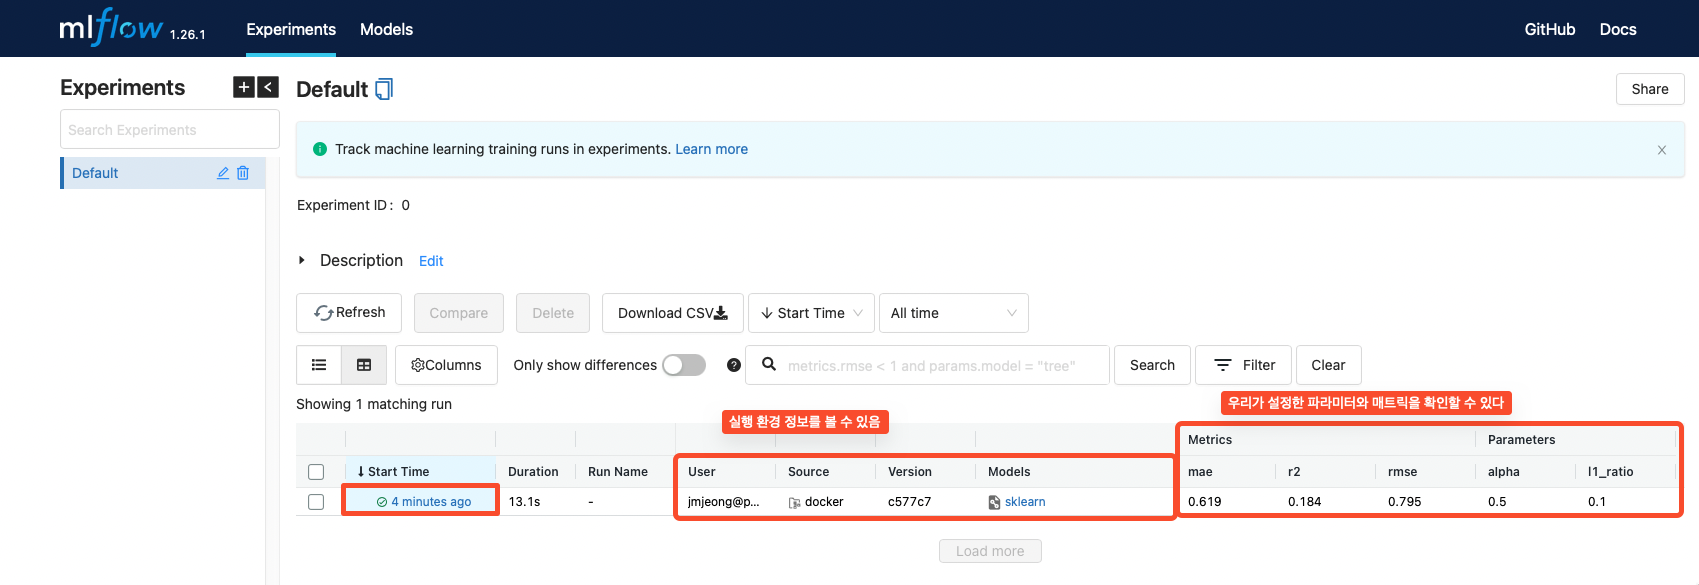 mlflow 1.26.1 Experiments Models GitHub Docs
Experiments + < Default Share
Search Experiments
Default
Track machine learning training runs in experiments. Learn more
Experiment ID: 0
Description Edit
Refresh Compare Delete Download CSV Start Time All time
Columns Only show differences ? metrics.rmse < 1 and params.model = "tree" Search Filter Clear
Showing 1 matching run
실행 환경 정보를 볼 수 있음
우리가 설정한 파라미터와 매트릭을 확인할 수 있다
Metrics Parameters
↓ Start Time Duration Run Name User Source Version Models mae r2 rmse alpha l1_ratio
4 minutes ago 13.1s - jmjeong@p... docker c577c7 sklearn 0.619 0.184 0.795 0.5 0.1
Load more